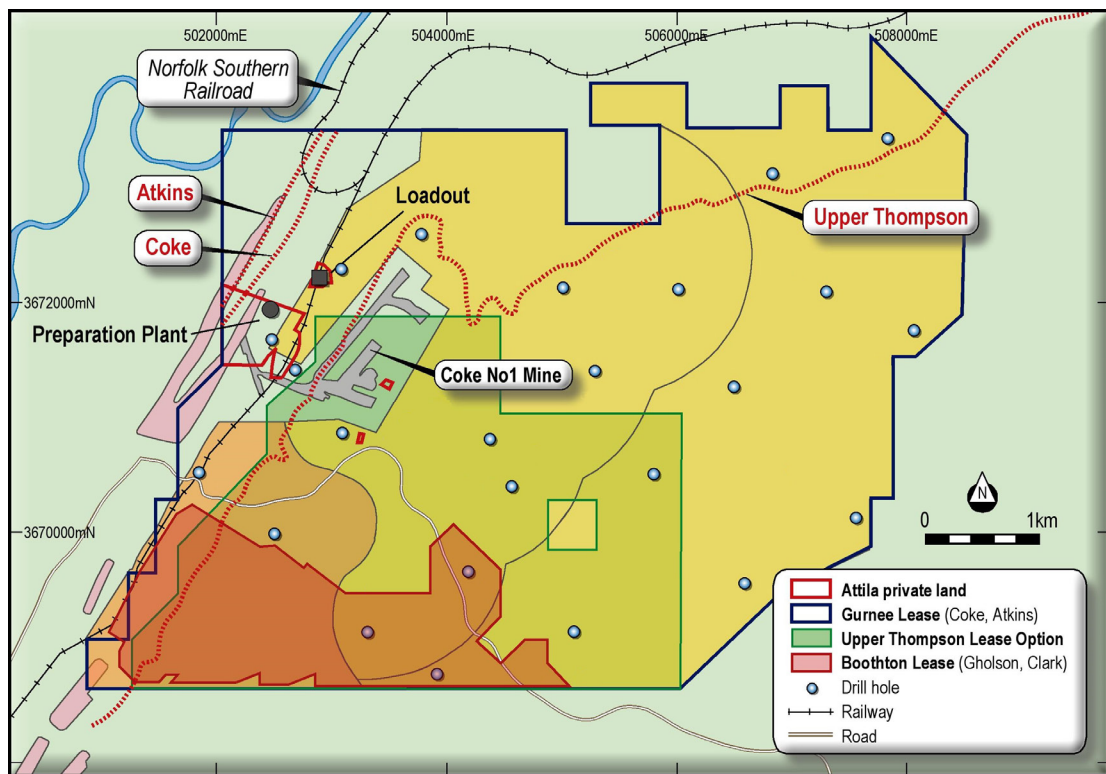 502000mE
504000mE
506000mE
508000mE
Norfolk Southern
Railroad
Atkins
Coke
Loadout
Upper Thompson
3672000mN
Preparation Plant
Coke No1 Mine
3670000mN
N
0
1km
Attila private land
Gurnee Lease (Coke, Atkins)
Upper Thompson Lease Option
Boothton Lease (Gholson, Clark)
Drill hole
Railway
Road